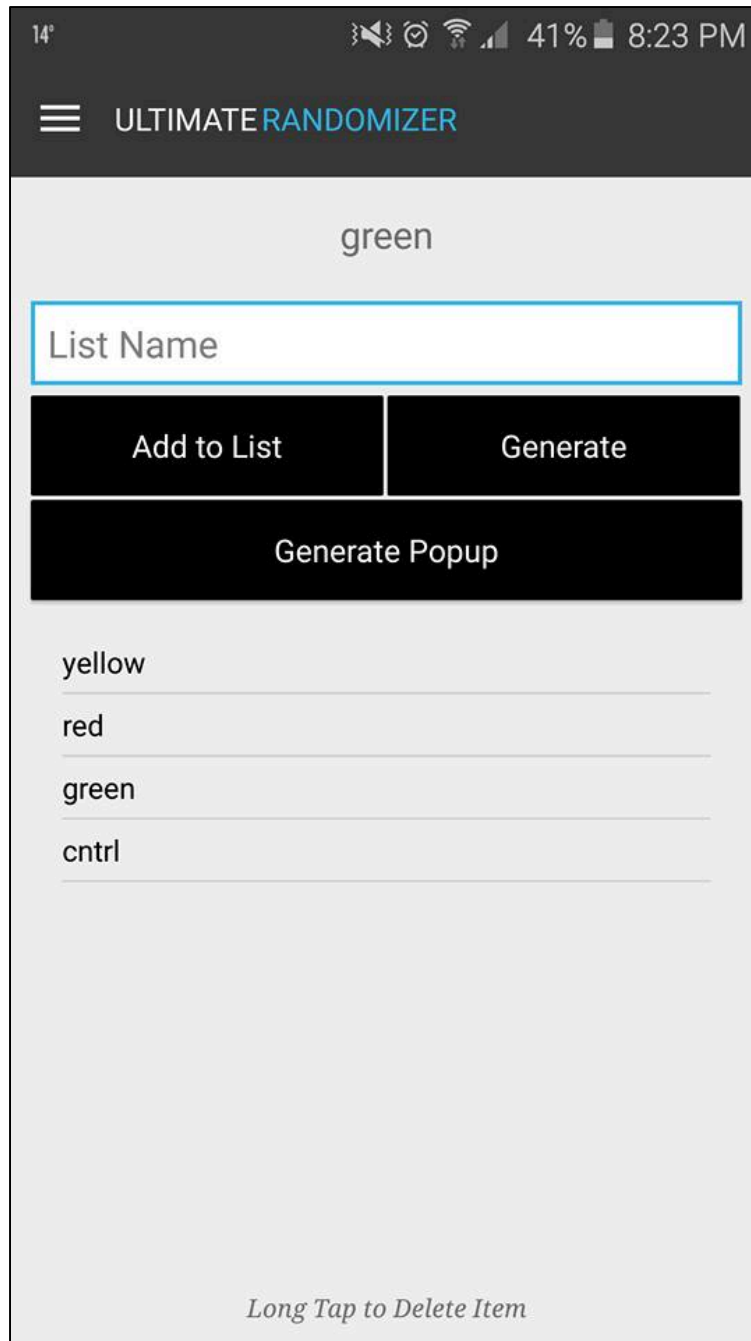 14° 41% 8:23 PM
ULTIMATE RANDOMIZER
green
List Name
Add to List Generate
Generate Popup
yellow
red
green
cntrl
Long Tap to Delete Item